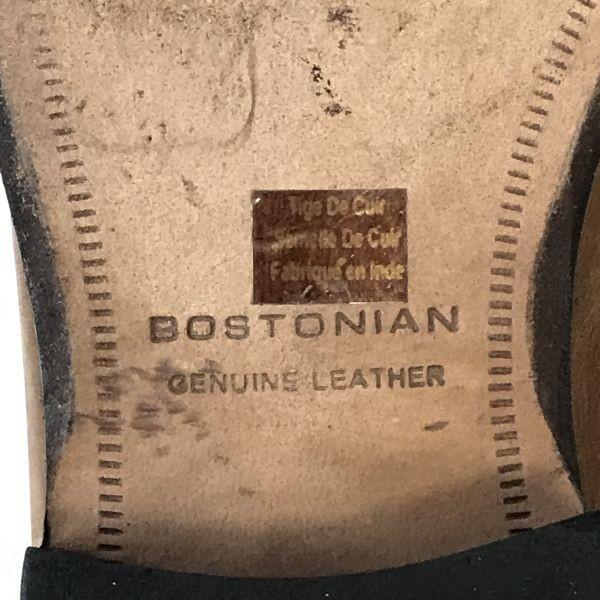 Tige De Cuir
Semelle De Cuir
Fabriqué en Inde
BOSTONIAN
GENUINE LEATHER